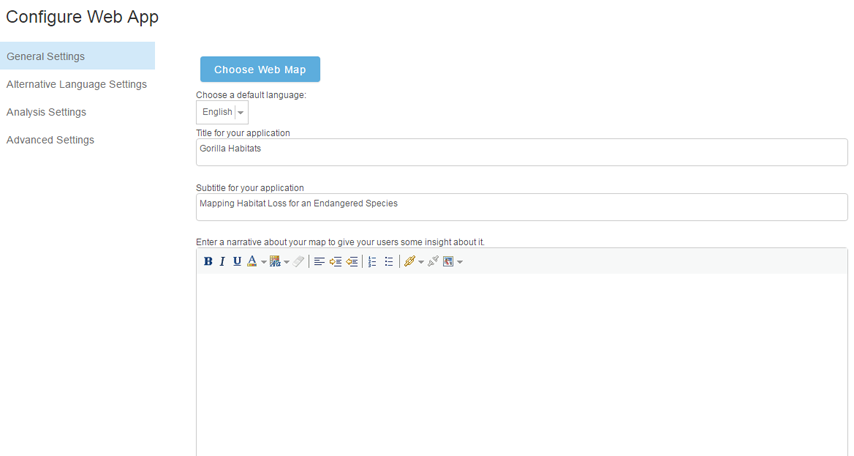 Configure Web App
General Settings
Alternative Language Settings
Analysis Settings
Advanced Settings
Choose Web Map
Choose a default language:
English
Title for your application
Gorilla Habitats
Subtitle for your application
Mapping Habitat Loss for an Endangered Species
Enter a narrative about your map to give your users some insight about it.
B I U A